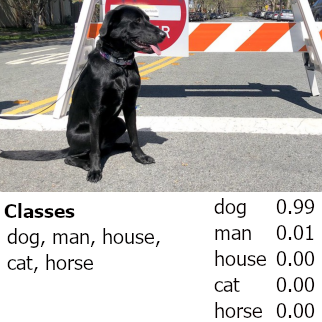 Classes
dog, man, house,
cat, horse
dog 0.99
man 0.01
house 0.00
cat 0.00
horse 0.00